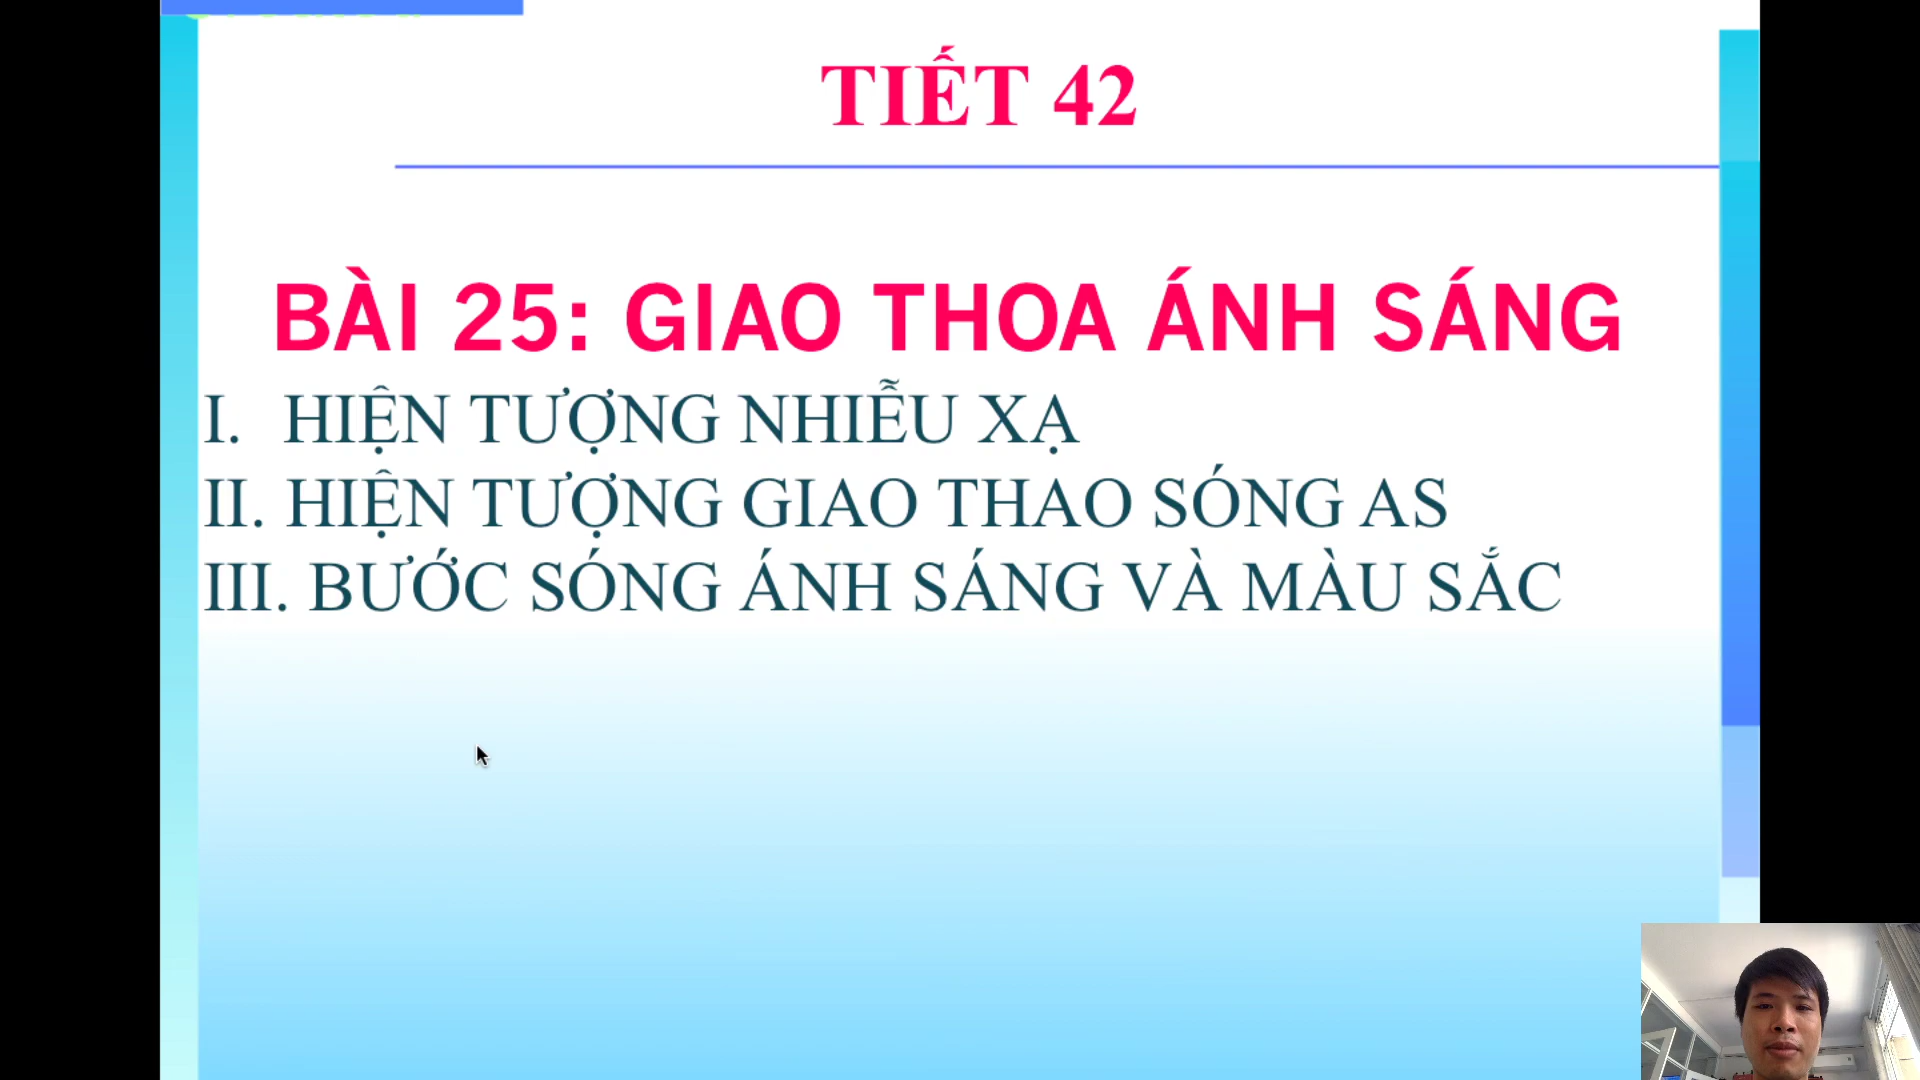 TIẾT 42
BÀI 25: GIAO THOA ÁNH SÁNG
I. HIỆN TƯỢNG NHIỄU XẠ
II. HIỆN TƯỢNG GIAO THAO SÓNG AS
III. BƯỚC SÓNG ÁNH SÁNG VÀ MÀU SẮC